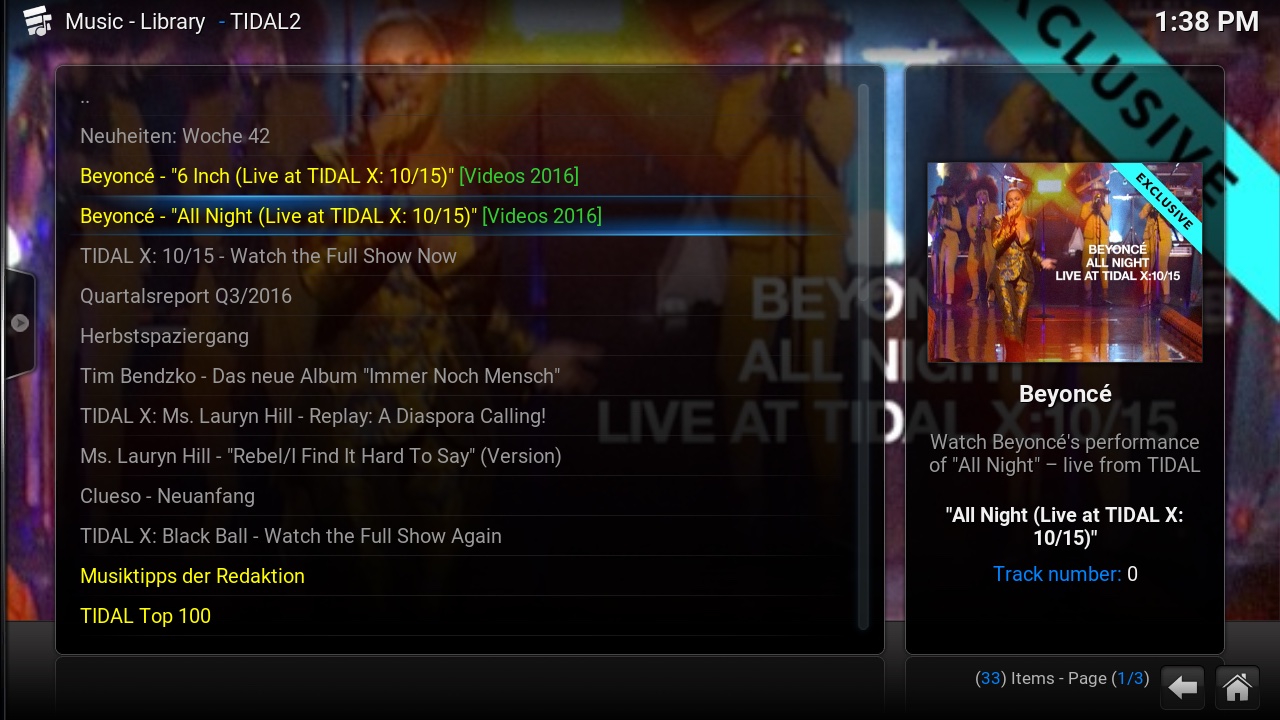 Music - Library - TIDAL2
1:38 PM
..
Neuheiten: Woche 42
Beyoncé - "6 Inch (Live at TIDAL X: 10/15)" [Videos 2016]
Beyoncé - "All Night (Live at TIDAL X: 10/15)" [Videos 2016]
TIDAL X: 10/15 - Watch the Full Show Now
Quartalsreport Q3/2016
Herbstspaziergang
Tim Bendzko - Das neue Album "Immer Noch Mensch"
TIDAL X: Ms. Lauryn Hill - Replay: A Diaspora Calling!
Ms. Lauryn Hill - "Rebel/I Find It Hard To Say" (Version)
Clueso - Neuanfang
TIDAL X: Black Ball - Watch the Full Show Again
Musiktipps der Redaktion
TIDAL Top 100
BEYONCÉ
ALL NIGHT
LIVE AT TIDAL X:10/15
EXCLUSIVE
EXCLUSIVE
BEYONCÉ
ALL NIGHT
LIVE AT TIDAL X:10/15
Beyoncé
Watch Beyoncé's performance
of "All Night" – live from TIDAL
"All Night (Live at TIDAL X:
10/15)"
Track number: 0
(33) Items - Page (1/3)